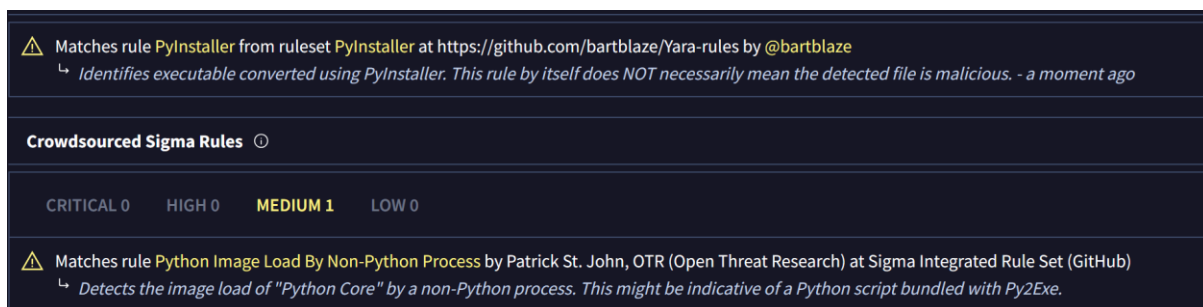 Matches rule PyInstaller from ruleset PyInstaller at https://github.com/bartblaze/Yara-rules by @bartblaze
Identifies executable converted using PyInstaller. This rule by itself does NOT necessarily mean the detected file is malicious. - a moment ago
Crowdsourced Sigma Rules
CRITICAL 0 HIGH 0 MEDIUM 1 LOW 0
Matches rule Python Image Load By Non-Python Process by Patrick St. John, OTR (Open Threat Research) at Sigma Integrated Rule Set (GitHub)
Detects the image load of "Python Core" by a non-Python process. This might be indicative of a Python script bundled with Py2Exe.